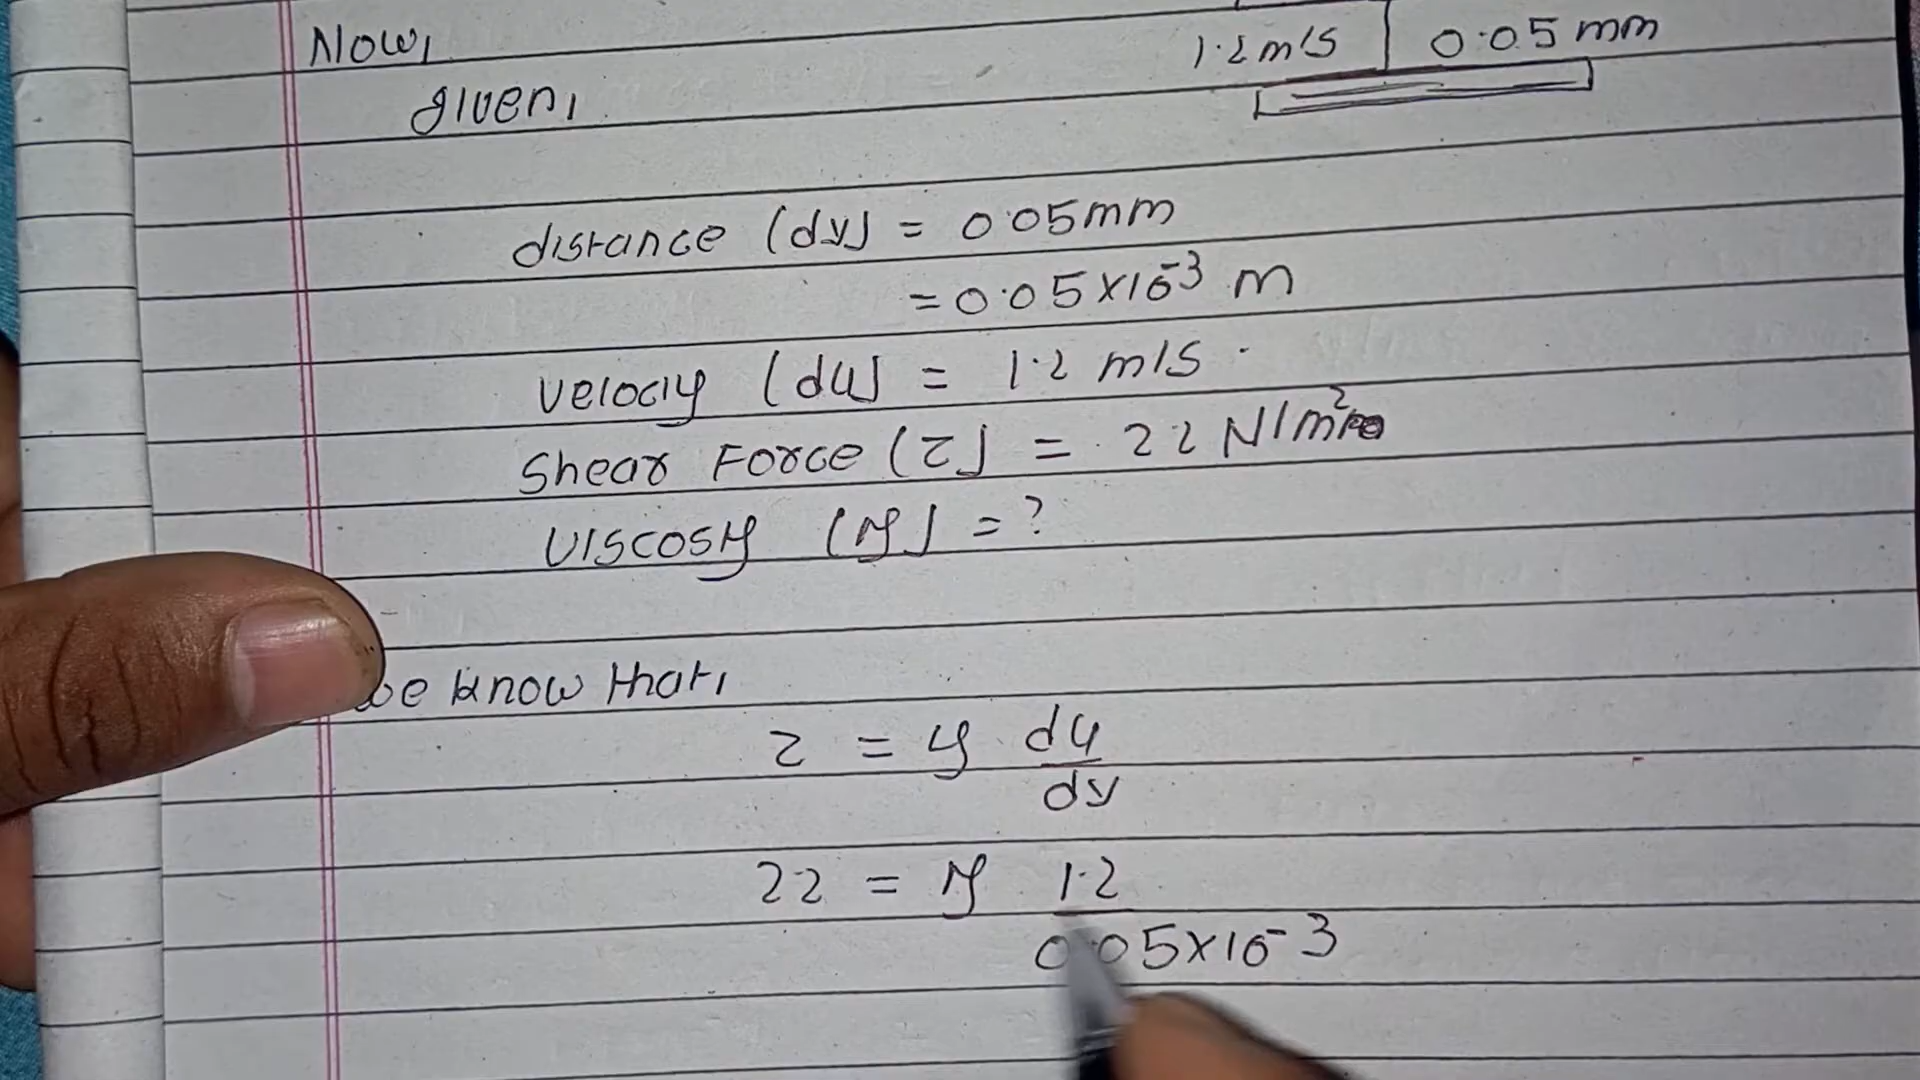 Now,
1.2 m/s 0.05 mm
given,
distance (dy) = 0.05mm
= 0.05×10-3 m
velocity (du) = 1.2 m/s
Shear Force (τ) = 22 N/m2
viscosity (μ) = ?
we know that,
τ = μ du
dy
22 = μ 1.2
0.05×10-3